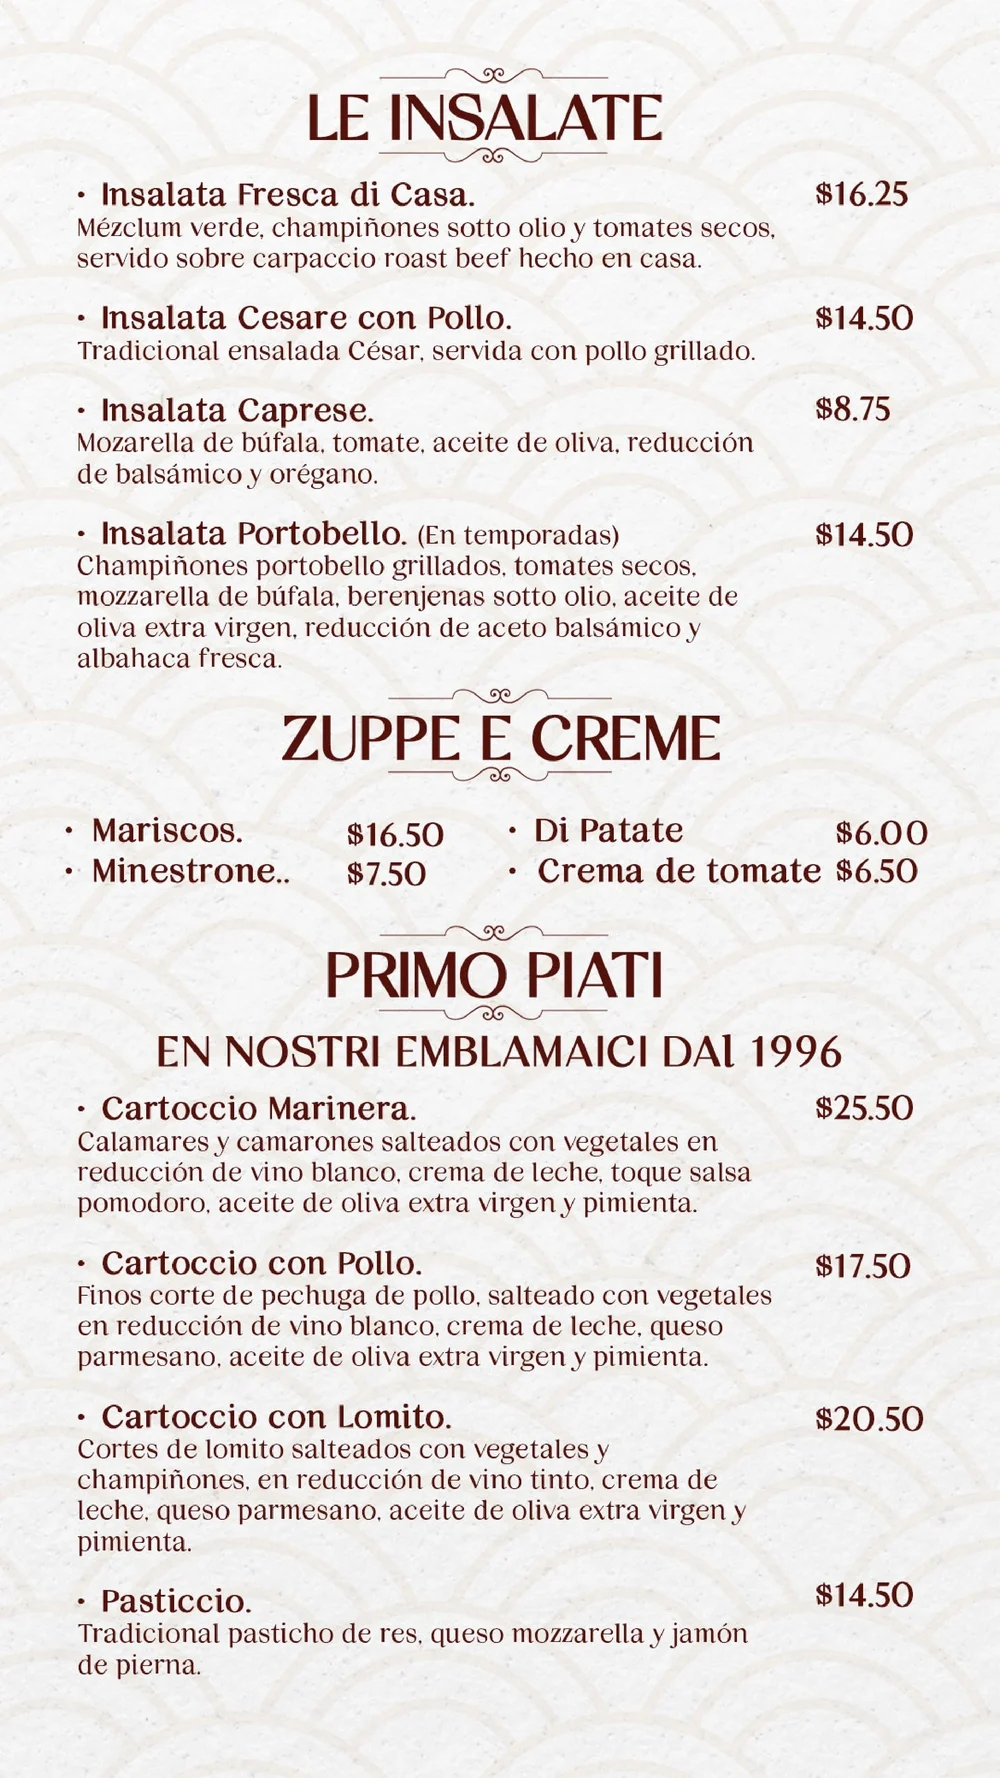 LE INSALATE
• Insalata Fresca di Casa. $16.25
Mézclum verde, champiñones sotto olio y tomates secos,
servido sobre carpaccio roast beef hecho en casa.
• Insalata Cesare con Pollo. $14.50
Tradicional ensalada César, servida con pollo grillado.
• Insalata Caprese. $8.75
Mozarella de búfala, tomate, aceite de oliva, reducción
de balsámico y orégano.
• Insalata Portobello. (En temporadas) $14.50
Champiñones portobello grillados, tomates secos,
mozzarella de búfala, berenjenas sotto olio, aceite de
oliva extra virgen, reducción de aceto balsámico y
albahaca fresca.
ZUPPE E CREME
• Mariscos. $16.50 • Di Patate $6.00
• Minestrone.. $7.50 • Crema de tomate $6.50
PRIMO PIATI
EN NOSTRI EMBLAMAICI DAl 1996
• Cartoccio Marinera. $25.50
Calamares y camarones salteados con vegetales en
reducción de vino blanco, crema de leche, toque salsa
pomodoro, aceite de oliva extra virgen y pimienta.
• Cartoccio con Pollo. $17.50
Finos corte de pechuga de pollo, salteado con vegetales
en reducción de vino blanco, crema de leche, queso
parmesano, aceite de oliva extra virgen y pimienta.
• Cartoccio con Lomito. $20.50
Cortes de lomito salteados con vegetales y
champiñones, en reducción de vino tinto, crema de
leche, queso parmesano, aceite de oliva extra virgen y
pimienta.
• Pasticcio. $14.50
Tradicional pasticho de res, queso mozzarella y jamón
de pierna.